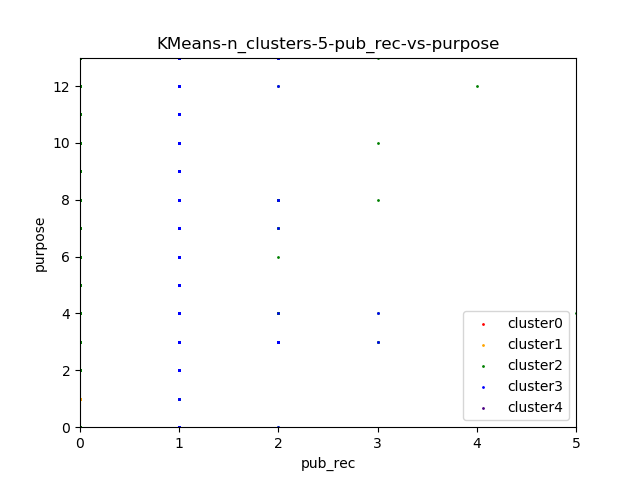 KMeans-n_clusters-5-pub_rec-vs-purpose
12
10
8
6
4
2
0
purpose
0 1 2 3 4 5
pub_rec
cluster0
cluster1
cluster2
cluster3
cluster4